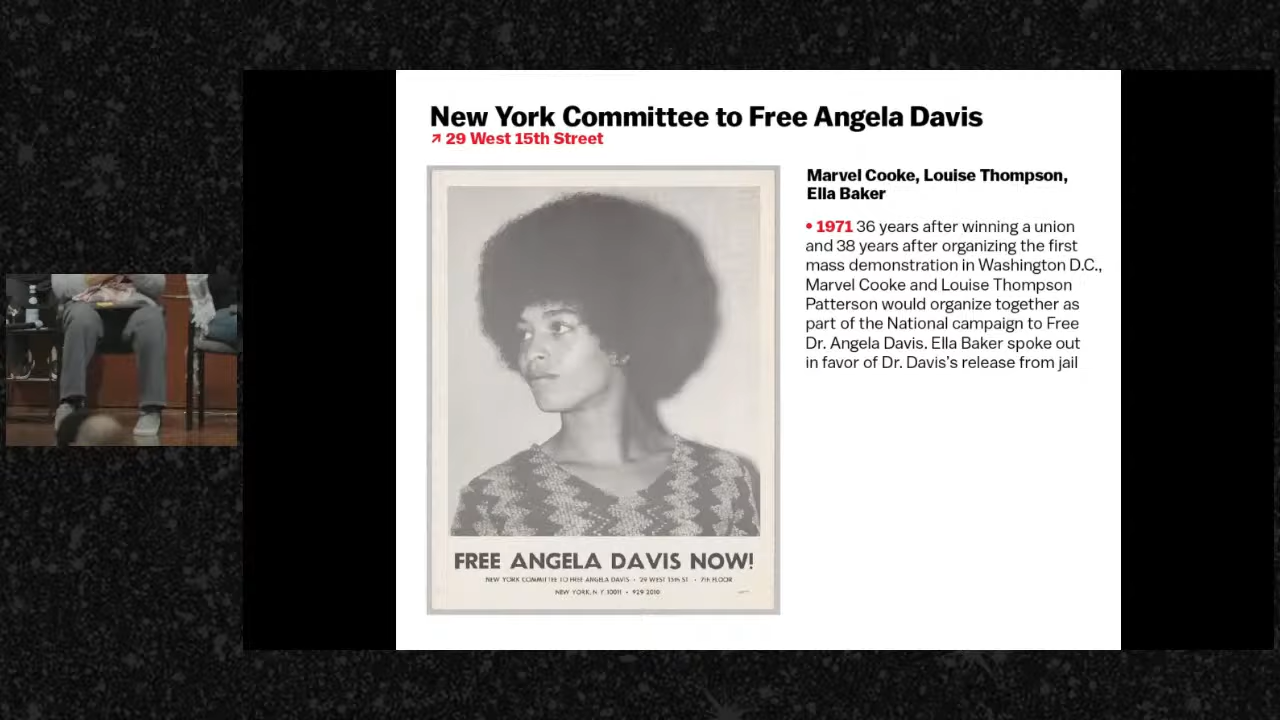 New York Committee to Free Angela Davis
↗ 29 West 15th Street
Marvel Cooke, Louise Thompson,
Ella Baker
• 1971 36 years after winning a union
and 38 years after organizing the first
mass demonstration in Washington D.C.,
Marvel Cooke and Louise Thompson
Patterson would organize together as
part of the National campaign to Free
Dr. Angela Davis. Ella Baker spoke out
in favor of Dr. Davis's release from jail
FREE ANGELA DAVIS NOW!
NEW YORK COMMITTEE TO FREE ANGELA DAVIS • 29 WEST 15th ST. • 7th FLOOR
NEW YORK, N.Y. 10011 • 929 2010